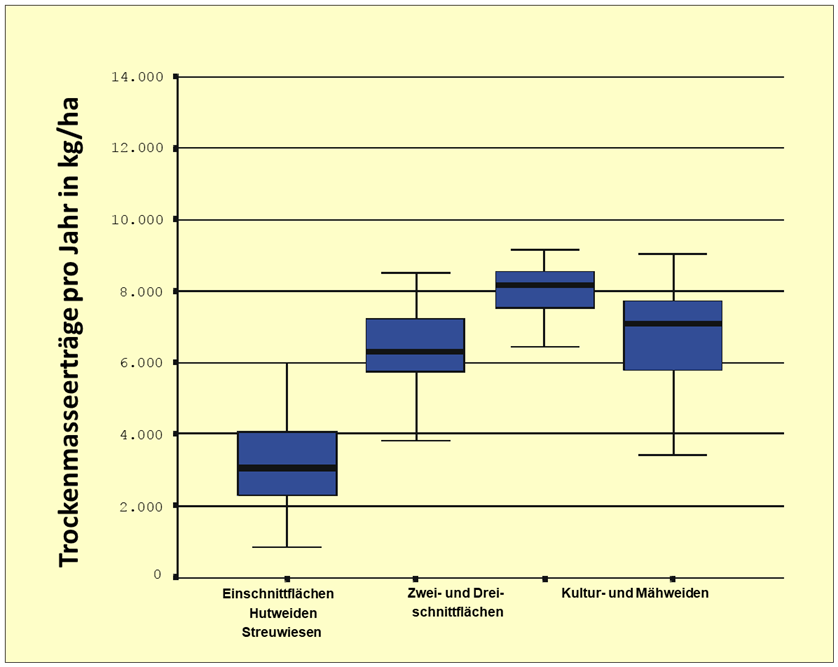 Trockenmasseerträge pro Jahr in kg/ha
14.000
12.000
10.000
8.000
6.000
4.000
2.000
0
Einschnittflächen
Hutweiden
Streuwiesen
Zwei- und Drei-
schnittflächen
Kultur- und Mähweiden